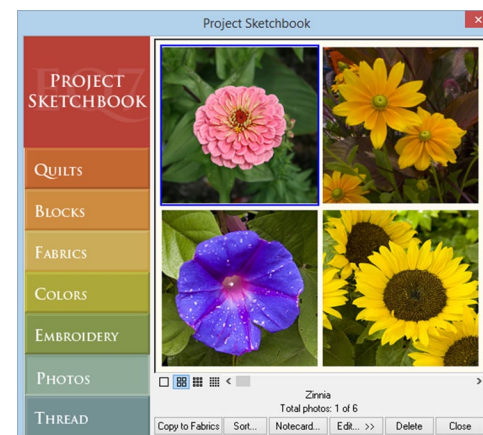 Project Sketchbook
EQ7
PROJECT
SKETCHBOOK
QUILTS
BLOCKS
FABRICS
COLORS
EMBROIDERY
PHOTOS
THREAD
Zinnia
Total photos: 1 of 6
Copy to Fabrics Sort... Notecard... Edit... >> Delete Close